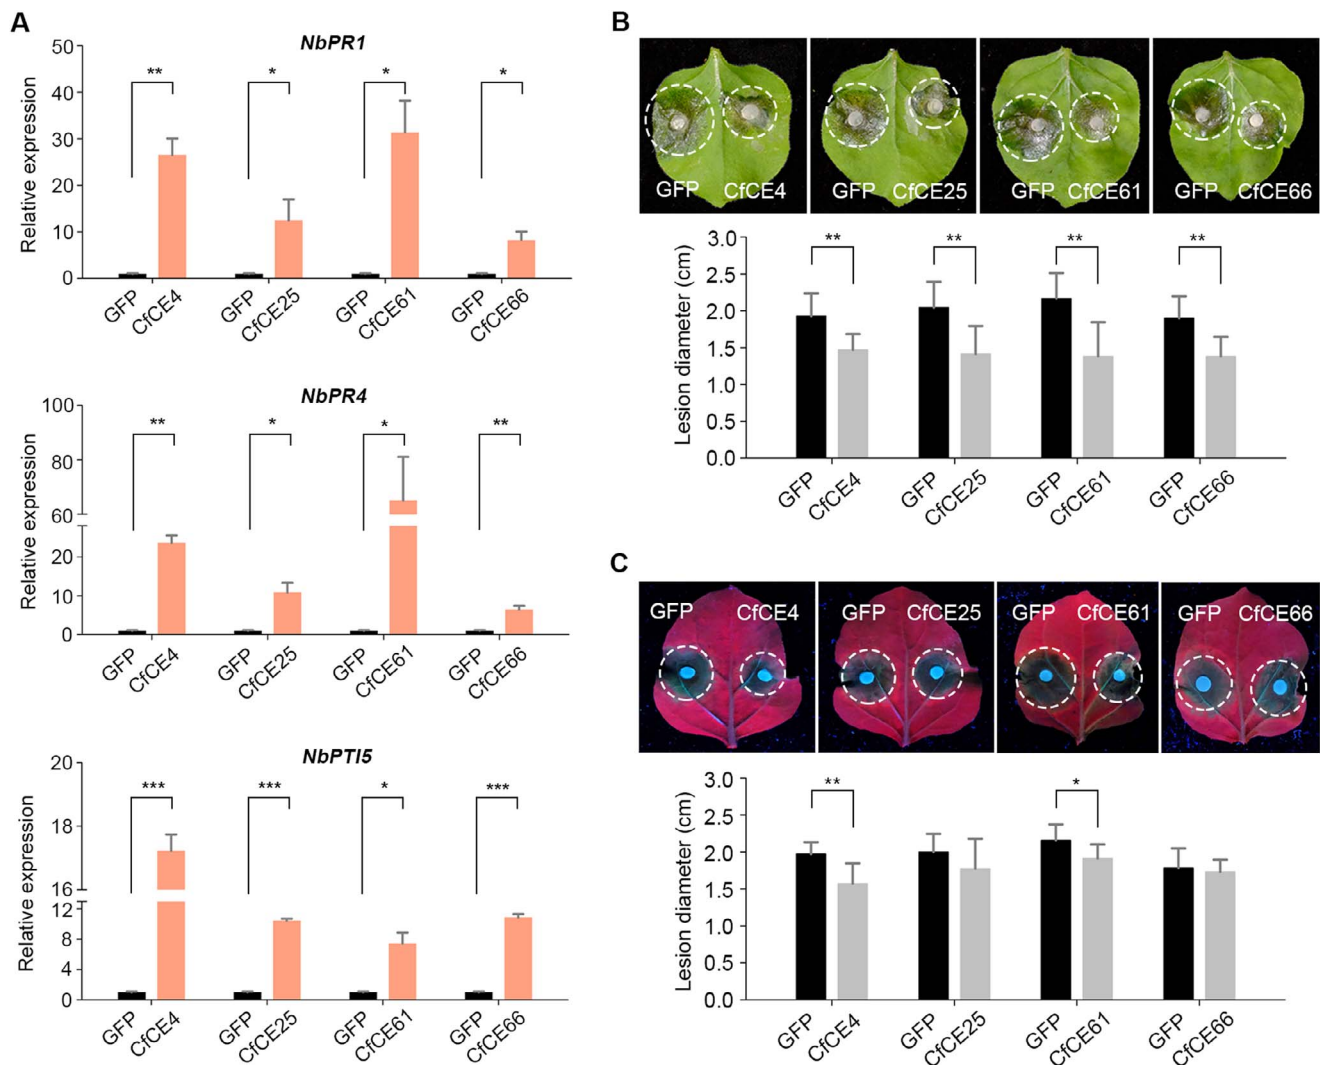 A
NbPR1
Relative expression
50
40
30
20
10
0
** * * *
GFP CfCE4 GFP CfCE25 GFP CfCE61 GFP CfCE66
NbPR4
Relative expression
100
80
60
20
10
0
** * * **
GFP CfCE4 GFP CfCE25 GFP CfCE61 GFP CfCE66
NbPTI5
Relative expression
20
18
16
12
8
4
0
*** *** * ***
GFP CfCE4 GFP CfCE25 GFP CfCE61 GFP CfCE66
B
GFP CfCE4 GFP CfCE25 GFP CfCE61 GFP CfCE66
Lesion diameter (cm)
3.0
2.5
2.0
1.5
1.0
0.5
0.0
** ** ** **
GFP CfCE4 GFP CfCE25 GFP CfCE61 GFP CfCE66
C
GFP CfCE4 GFP CfCE25 GFP CfCE61 GFP CfCE66
Lesion diameter (cm)
3.0
2.5
2.0
1.5
1.0
0.5
0.0
** *
GFP CfCE4 GFP CfCE25 GFP CfCE61 GFP CfCE66